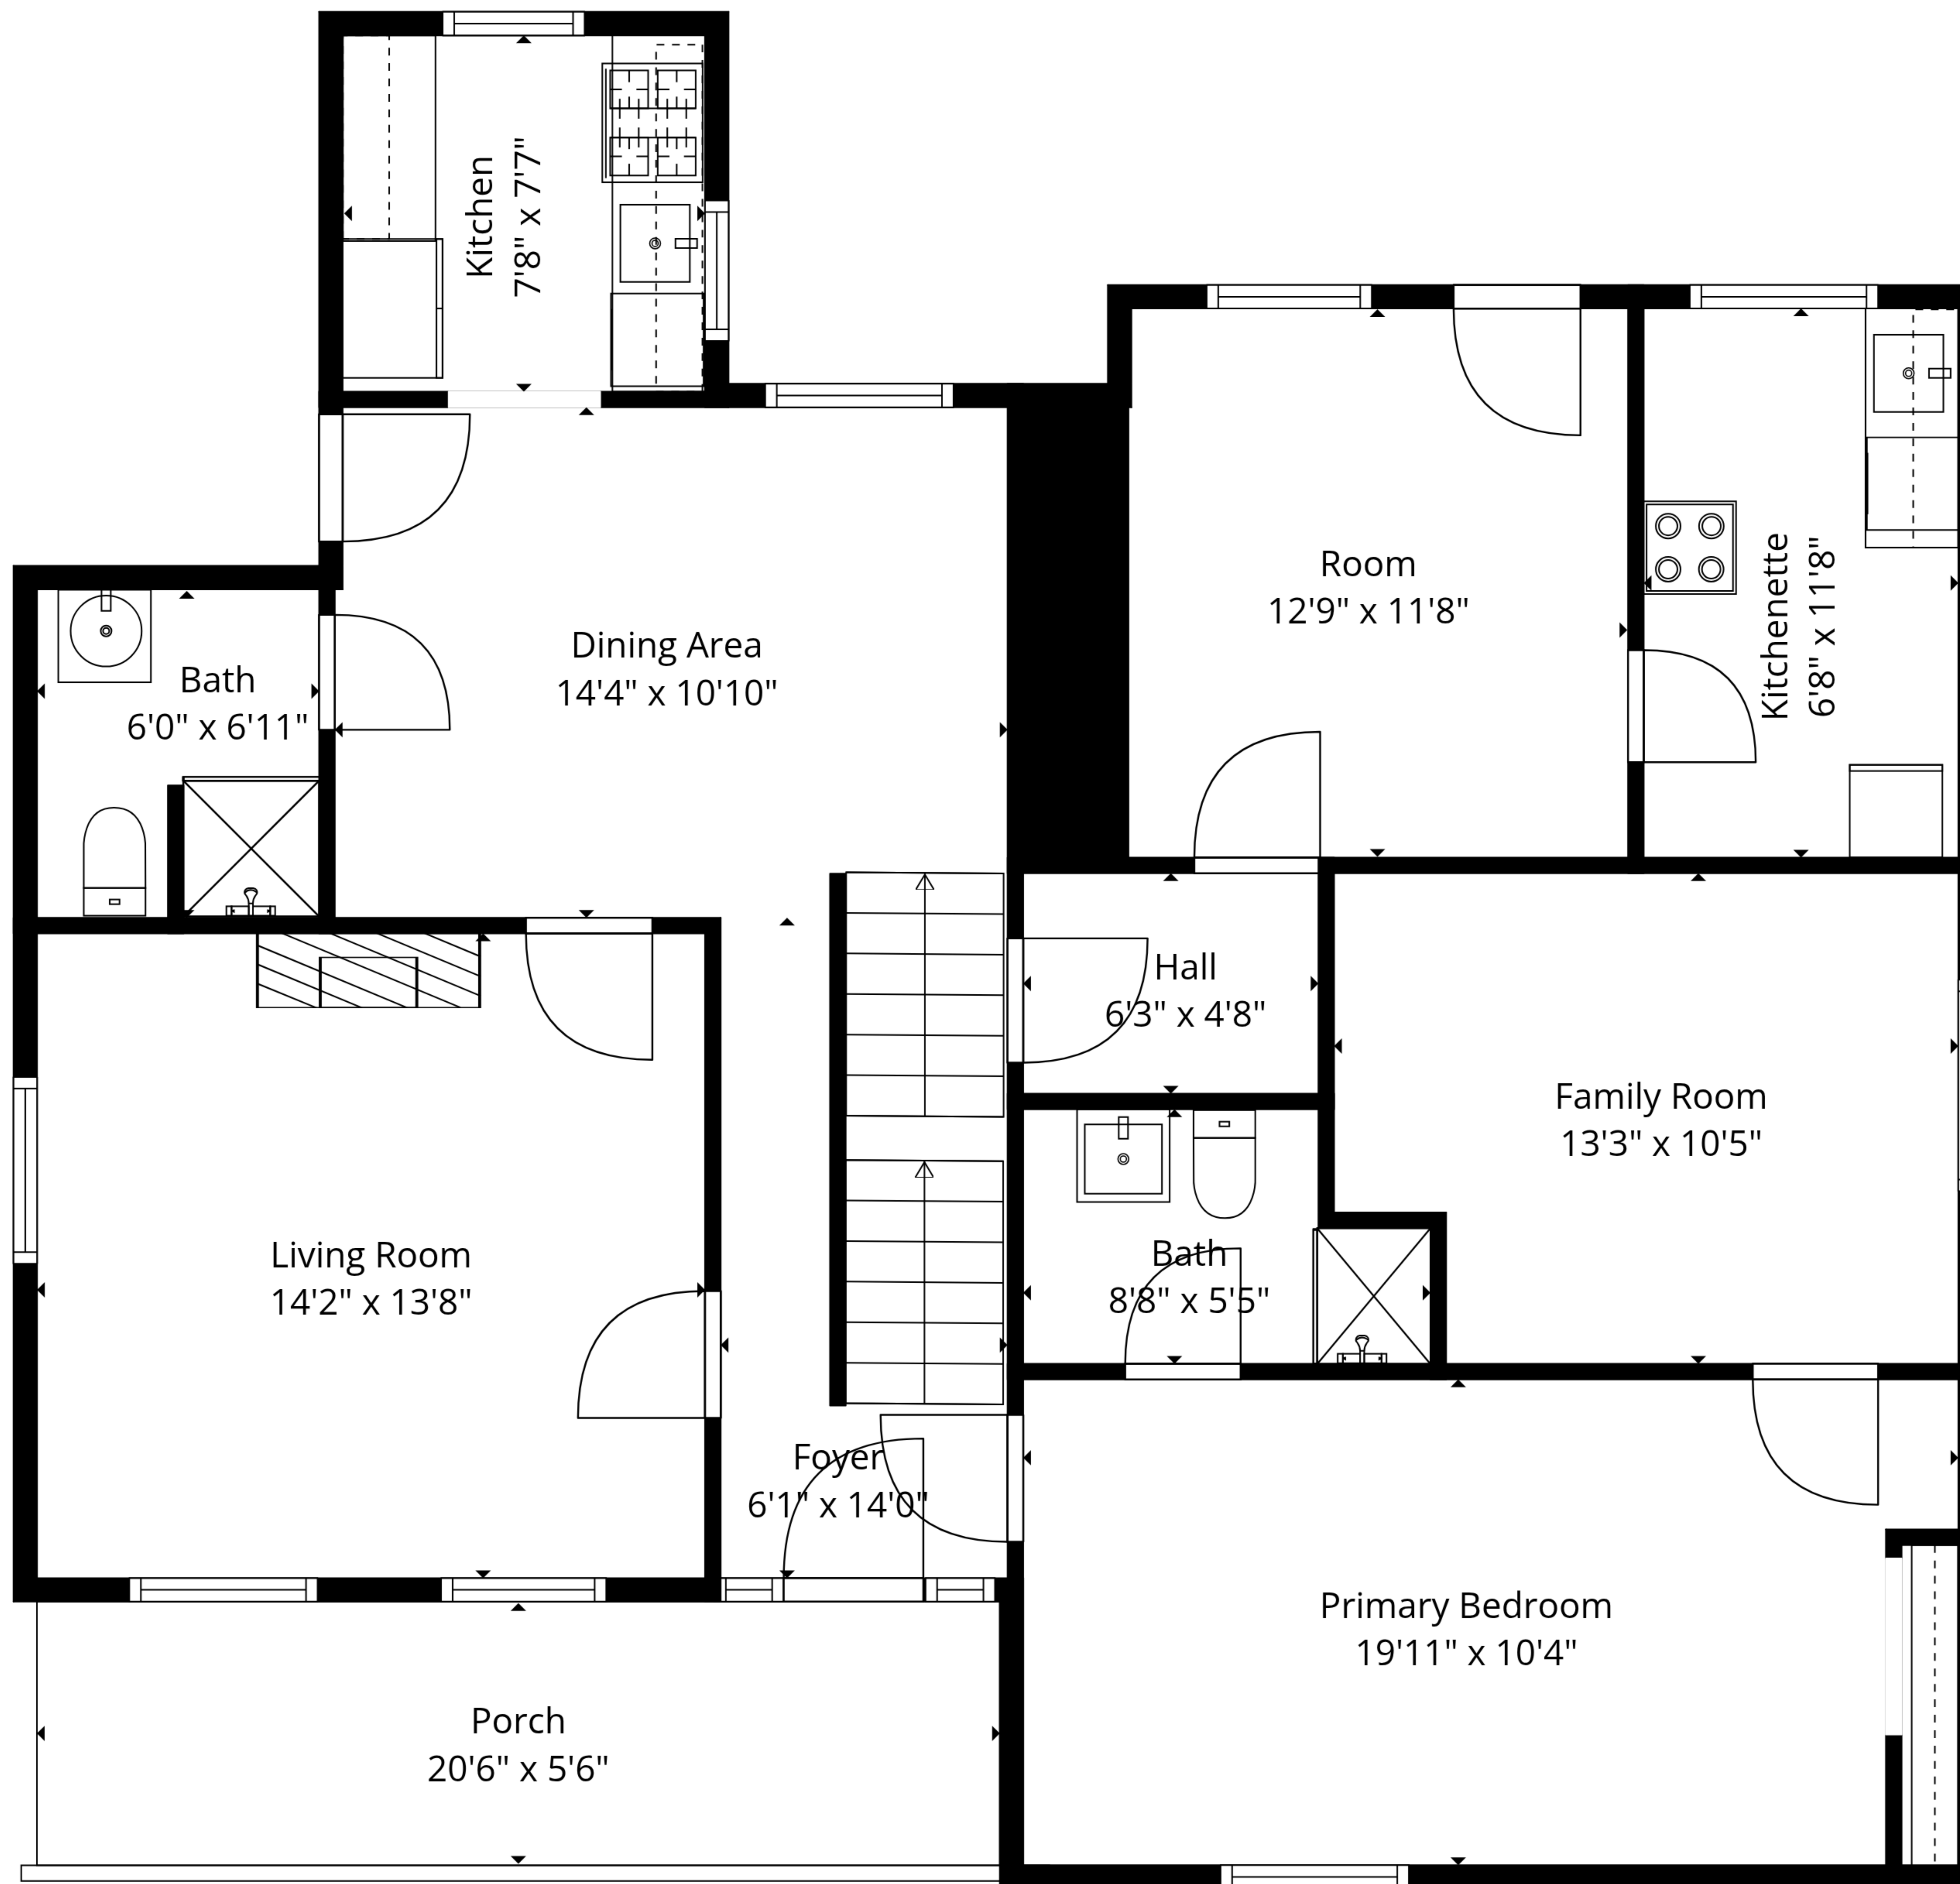 Kitchen
7'8" x 7'7"
Room
12'9" x 11'8"
Kitchenette
6'8" x 11'8"
Dining Area
14'4" x 10'10"
Bath
6'0" x 6'11"
Hall
6'3" x 4'8"
Family Room
13'3" x 10'5"
Living Room
14'2" x 13'8"
Bath
8'8" x 5'5"
Foyer
6'1" x 14'0"
Primary Bedroom
19'11" x 10'4"
Porch
20'6" x 5'6"